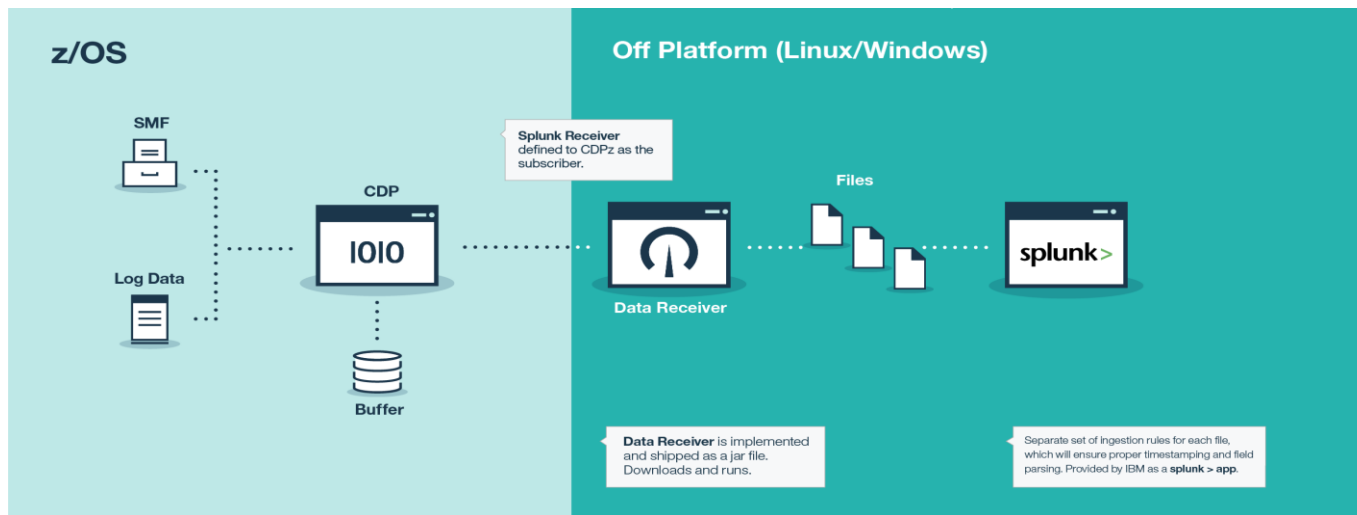 z/OS
Off Platform (Linux/Windows)
SMF
Log Data
CDP
IOIO
Buffer
Splunk Receiver
defined to CDPz as the
subscriber.
Data Receiver
Files
splunk>
Data Receiver is implemented
and shipped as a jar file.
Downloads and runs.
Separate set of ingestion rules for each file,
which will ensure proper timestamping and field
parsing. Provided by IBM as a splunk > app.